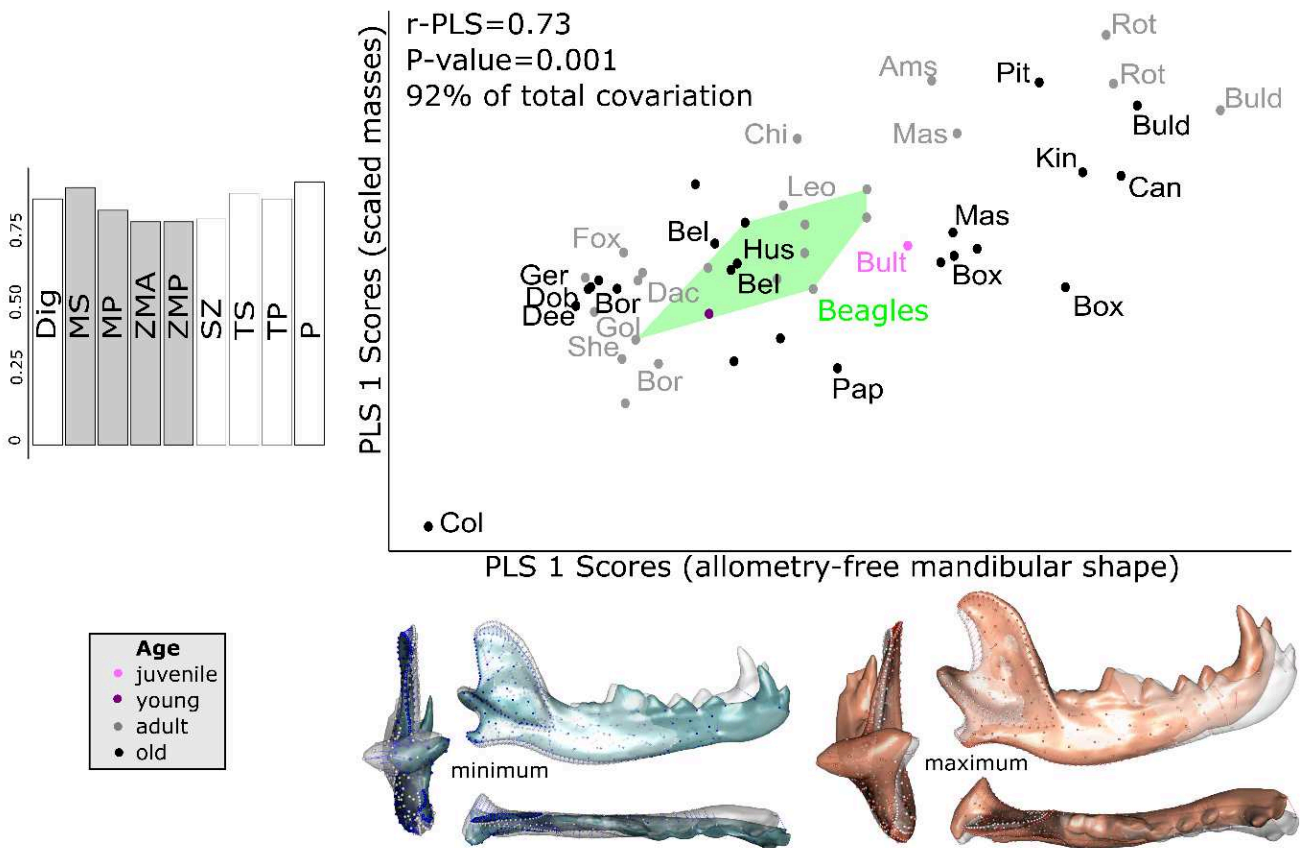 r-PLS=0.73
P-value=0.001
92% of total covariation
PLS 1 Scores (scaled masses)
Rot
Ams
Pit
Rot
Buld
Buld
Chi
Mas
Kin
Can
Leo
Mas
Bel
Fox
Hus
Bult
Box
Ger
Bel
Dac
Dob
Bor
Box
Beagles
Dee
Gol
She
Bor
Pap
Col
PLS 1 Scores (allometry-free mandibular shape)
0.75
0.50
0.25
0
Dig
MS
MP
ZMA
ZMP
SZ
TS
TP
P
Age
juvenile
young
adult
old
minimum
maximum